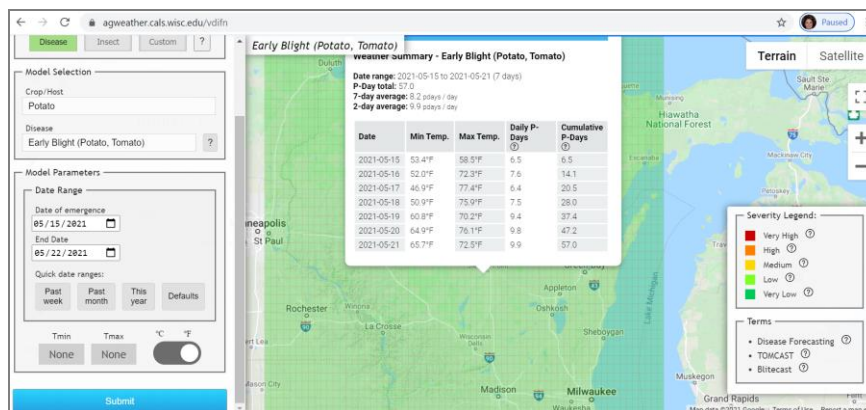 agweather.cals.wisc.edu/vdifn
Paused
Disease
Insect
Custom
?
Model Selection
Crop/Host
Potato
Disease
Early Blight (Potato, Tomato)
?
Model Parameters
Date Range
Date of emergence
05/15/2021
End Date
05/22/2021
Quick date ranges:
Past week
Past month
This year
Defaults
Tmin
Tmax
°C
°F
None
None
Submit
Early Blight (Potato, Tomato)
Weather Summary - Early Blight (Potato, Tomato)
Date range: 2021-05-15 to 2021-05-21 (7 days)
P-Day total: 57.0
7-day average: 8.2 pdays / day
2-day average: 9.9 pdays / day
Date Min Temp. Max Temp. Daily P-Days Cumulative P-Days
2021-05-15 53.4°F 58.5°F 6.5 6.5
2021-05-16 52.0°F 72.3°F 7.6 14.1
2021-05-17 46.9°F 77.4°F 6.4 20.5
2021-05-18 50.9°F 75.9°F 7.5 28.0
2021-05-19 60.8°F 70.2°F 9.4 37.4
2021-05-20 64.9°F 76.1°F 9.8 47.2
2021-05-21 65.7°F 72.5°F 9.9 57.0
Terrain
Satellite
Duluth
Munising
Sault Ste
Marie
Hiawatha
National Forest
Escanaba
Mackinaw City
Petoskey
St Paul
Appleton
Oshkosh
Rochester
Winona
La Crosse
Wisconsin
Dells
Sheboygan
Lake Michigan
Madison
Milwaukee
Mason City
Muskegon
Grand Rapids
Severity Legend:
Very High
High
Medium
Low
Very Low
Terms
Disease Forecasting
TOMCAST
Blitecast